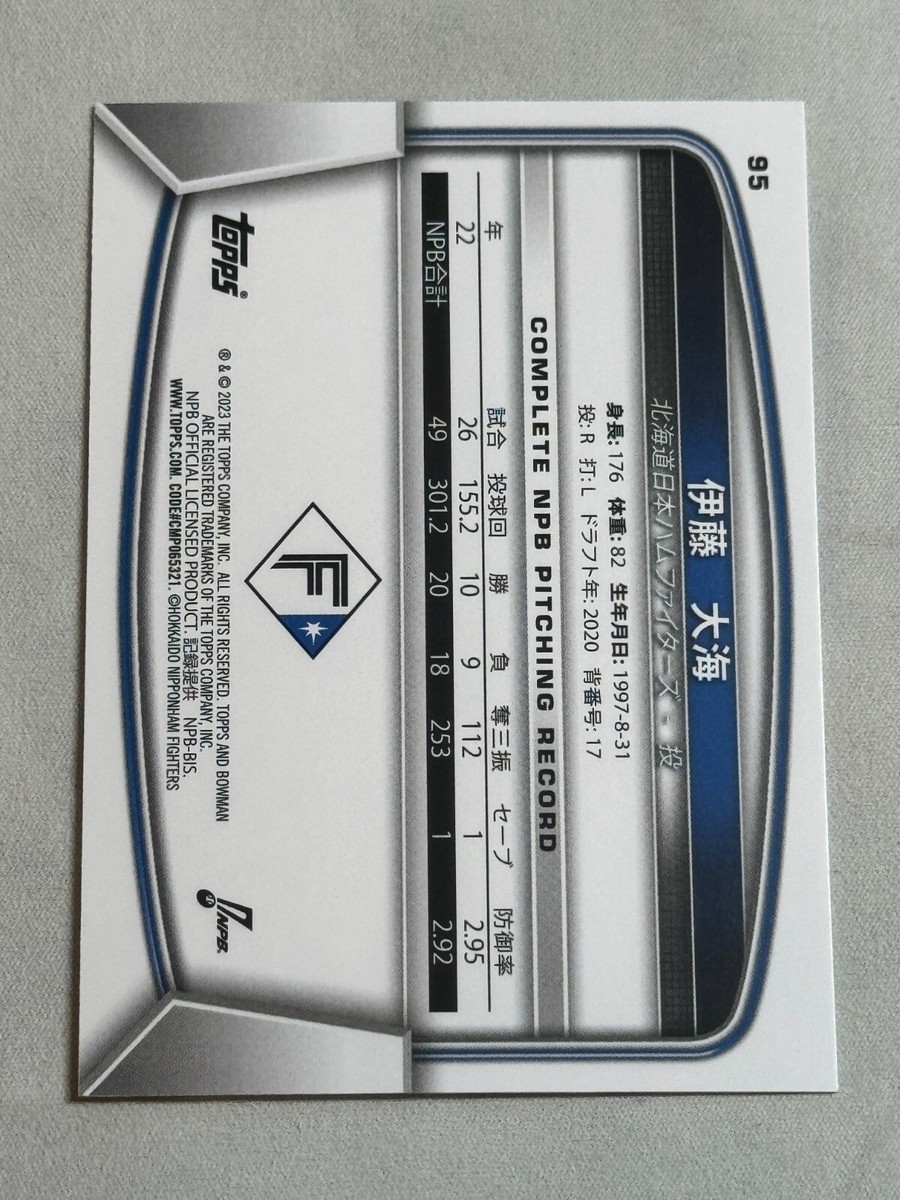 95
伊藤 大海
北海道日本ハムファイターズ - 投
身長: 176 体重: 82 生年月日: 1997-8-31
投: R 打: L ドラフト年: 2020 背番号: 17
COMPLETE NPB PITCHING RECORD
年 試合 投球回 勝 負 奪三振 セーブ 防御率
22 26 155.2 10 9 112 1 2.95
NPB合計 49 301.2 20 18 253 1 2.92
F
topps®
® & © 2023 THE TOPPS COMPANY, INC. ALL RIGHTS RESERVED. TOPPS AND BOWMAN
ARE REGISTERED TRADEMARKS OF THE TOPPS COMPANY, INC.
NPB OFFICIAL LICENSED PRODUCT. 記録提供 NPB-BIS.
WWW.TOPPS.COM. CODE#CMP065321. ©HOKKAIDO NIPPONHAM FIGHTERS
NPB